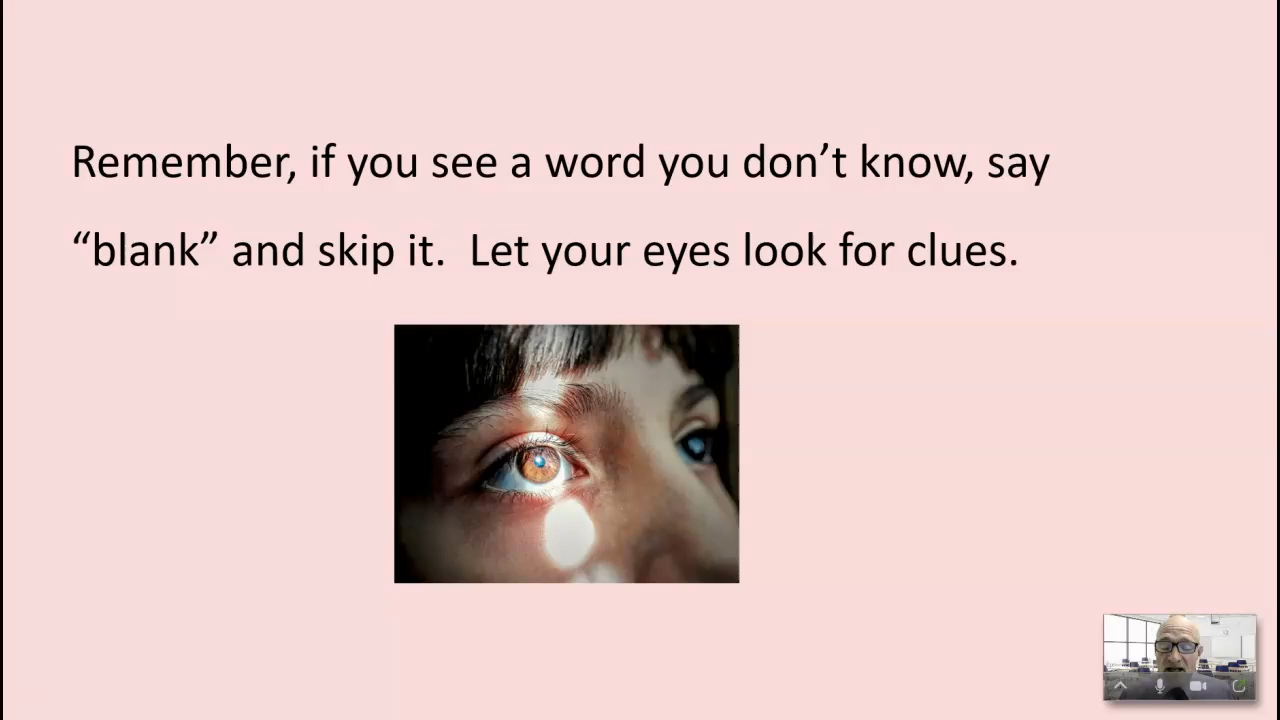 Remember, if you see a word you don’t know, say
“blank” and skip it.  Let your eyes look for clues.